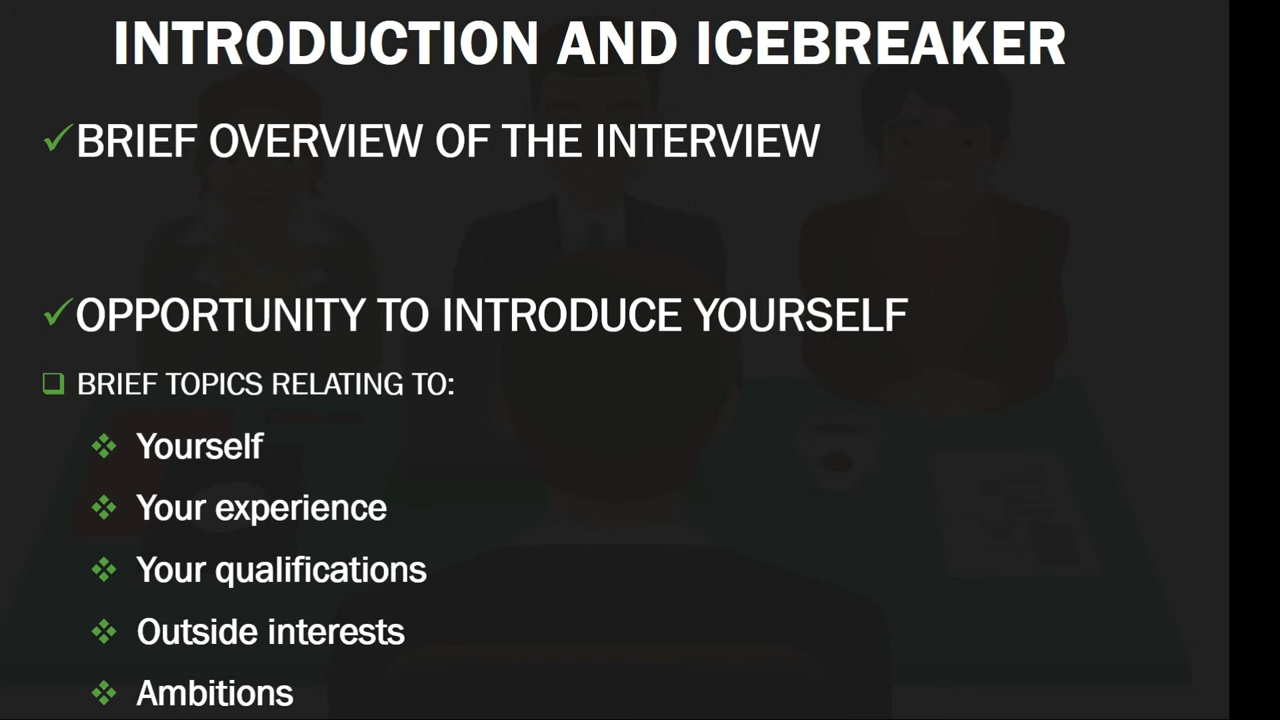 INTRODUCTION AND ICEBREAKER
BRIEF OVERVIEW OF THE INTERVIEW
OPPORTUNITY TO INTRODUCE YOURSELF
BRIEF TOPICS RELATING TO:
Yourself
Your experience
Your qualifications
Outside interests
Ambitions